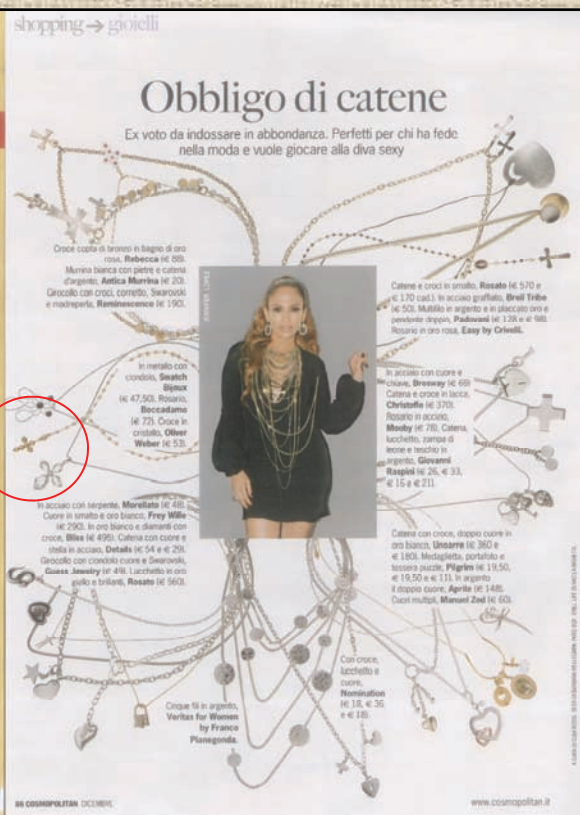 shopping → gioielli
Obbligo di catene
Ex voto da indossare in abbondanza. Perfetti per chi ha fede
nella moda e vuole giocare alla diva sexy
Croce copta di bronzo in bagno di oro
rosa, Rebecca (€ 88).
Murrina bianca con pietre e catena
d'argento, Antica Murrina (€ 20).
Girocollo con croci, cornetto, Swarovski
e madreperla, Reminescence (€ 190).
JENNIFER LOPEZ
Catene e croci in smalto, Rosato (€ 570 e
€ 170 cad.). In acciaio graffiato, Breil Tribe
(€ 50). Multifilo in argento e in placcato oro e
pendente doppio, Padovani (€ 128 e € 98).
Rosario in oro rosa, Easy by Crivelli.
In metallo con
ciondolo, Swatch
Bijoux
(€ 47,50). Rosario,
Boccadamo
(€ 72). Croce in
cristallo, Oliver
Weber (€ 53).
In acciaio con cuore e
chiave, Brosway (€ 69)
Catena e croce in lacca,
Christofle (€ 370).
Rosario in acciaio,
Mouby (€ 78). Catena,
lucchetto, zampa di
leone e teschio in
argento, Giovanni
Raspini (€ 26, € 33,
€ 16 e € 21).
In acciaio con serpente, Morellato (€ 48).
Cuore in smalto e oro bianco, Frey Wille
(€ 290). In oro bianco e diamanti con
croce, Bliss (€ 495). Catena con cuore e
stella in acciaio, Details (€ 54 e € 29).
Girocollo con ciondolo cuore e Swarovski,
Guess Jewelry (€ 49). Lucchetto in oro
giallo e brillanti, Rosato (€ 560).
Catena con croce, doppio cuore in
oro bianco, Unoarre (€ 360 e
€ 180). Medagliette, portafoto e
tessera puzzle, Pilgrim (€ 19,50,
€ 19,50 e € 11). In argento
il doppio cuore, Aprile (€ 148).
Cuori multipli, Manuel Zed (€ 60).
Cinque fili in argento,
Veritas for Women
by Franco
Pianegonda.
Con croce,
lucchetto e
cuore,
Nomination
(€ 18, € 36
e € 18).
86 COSMOPOLITAN DICEMBRE
www.cosmopolitan.it